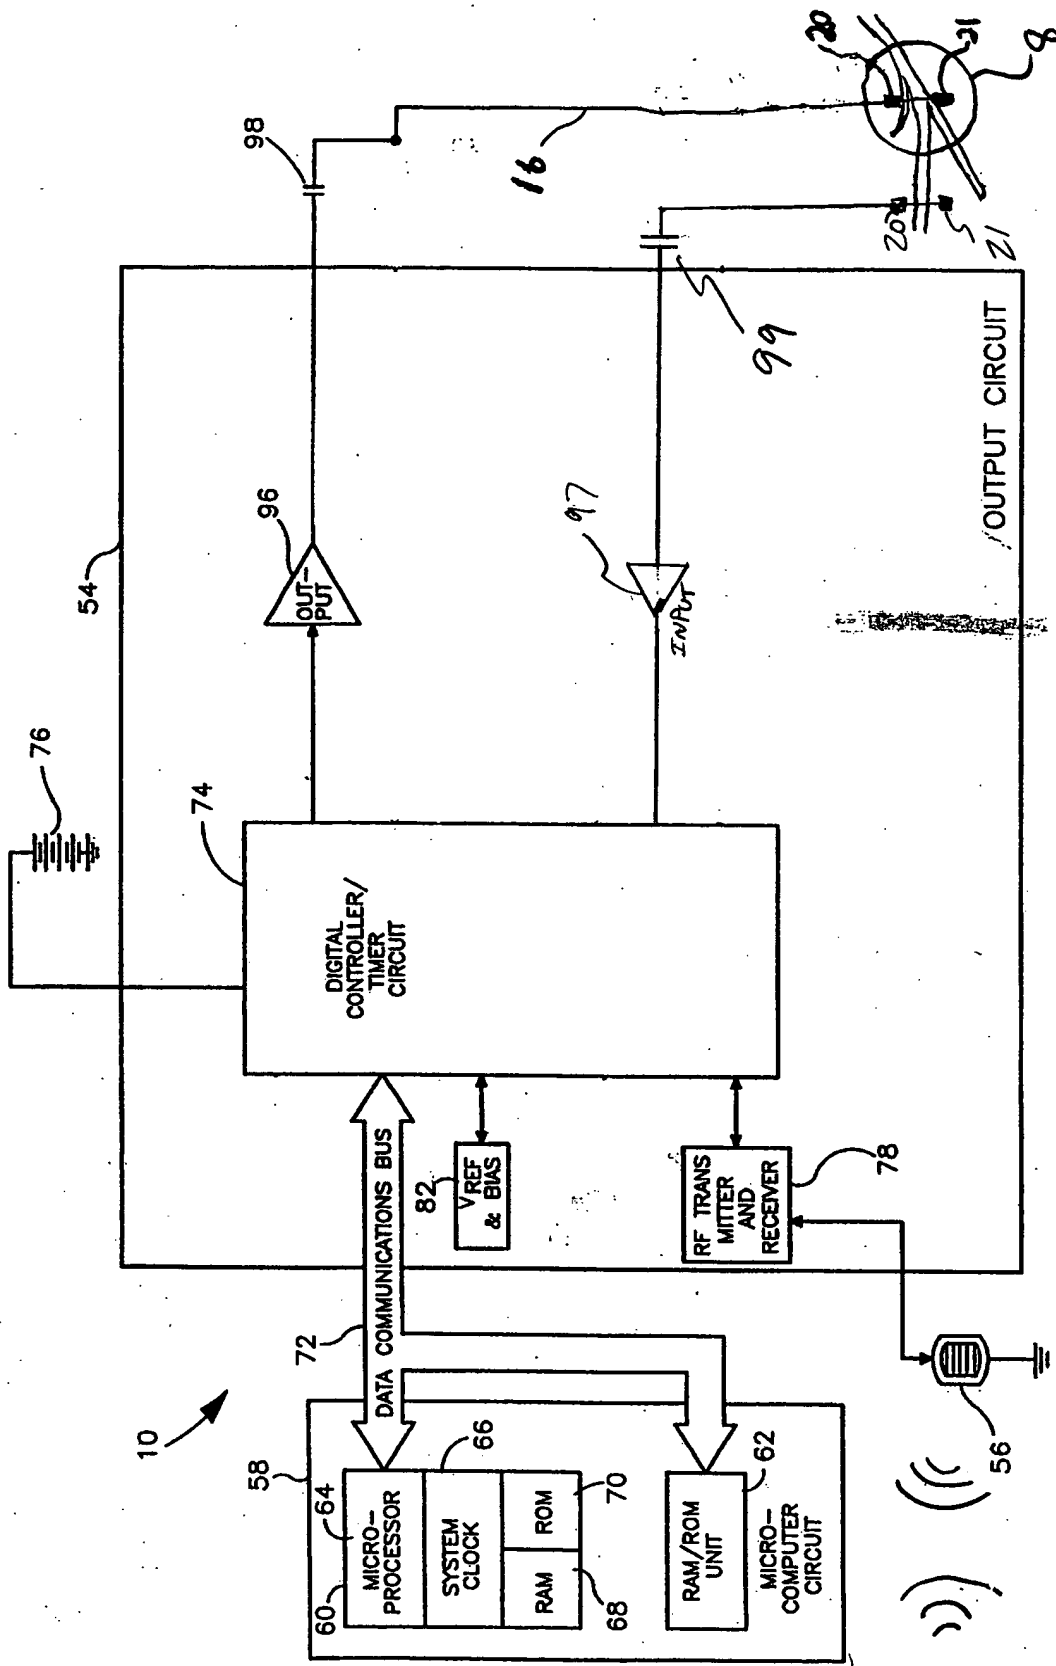 10
58
60
64
MICRO-
PROCESSOR
66
SYSTEM
CLOCK
RAM
ROM
68
70
62
RAM/ROM
UNIT
MICRO-
COMPUTER
CIRCUIT
72
DATA COMMUNICATIONS BUS
56
54
76
74
DIGITAL
CONTROLLER/
TIMER
CIRCUIT
82
VREF
& BIAS
RF TRANS
MITTER
AND
RECEIVER
78
96
OUT-
PUT
98
97
INPUT
99
16
20
21
20
21
8
OUTPUT CIRCUIT